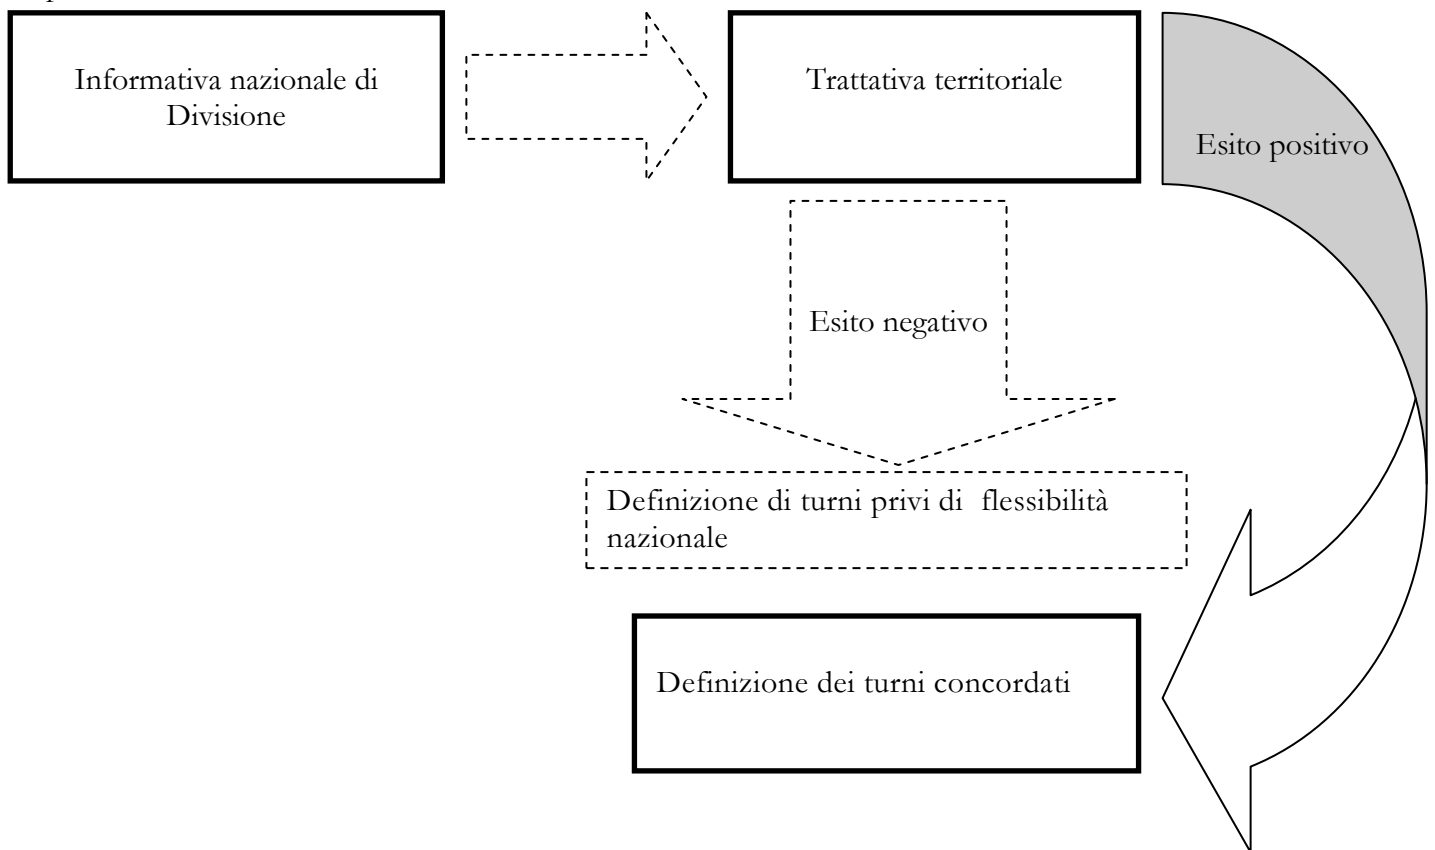 Informativa nazionale di
Divisione
Trattativa territoriale
Esito positivo
Esito negativo
Definizione di turni privi di flessibilità
nazionale
Definizione dei turni concordati